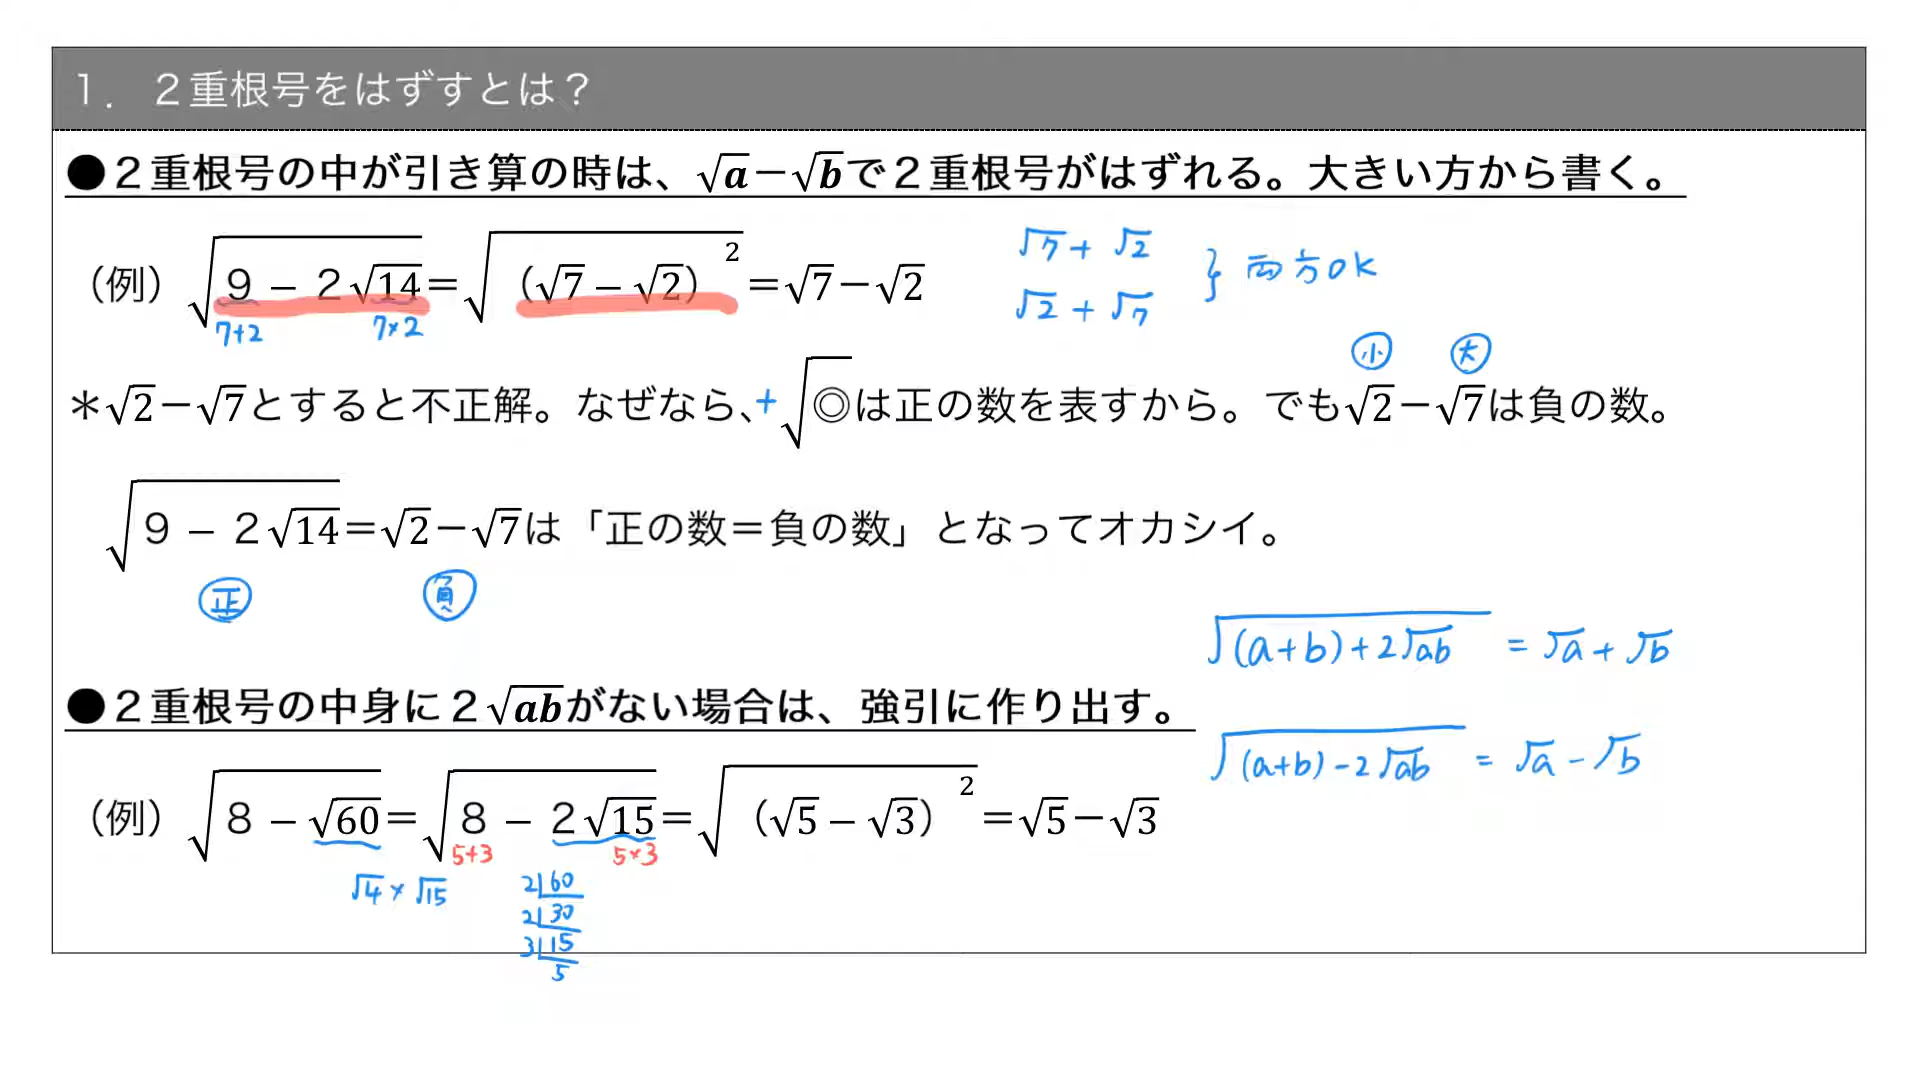 １．２重根号をはずすとは？
●２重根号の中が引き算の時は、√a－√bで２重根号がはずれる。大きい方から書く。
（例）√(９－２√14)＝√(（√7－√2）²)＝√7－√2
7+2 7×2
√7+√2
√2+√7
} 両方OK
小 大
＊√2－√7とすると不正解。なぜなら、+√◎は正の数を表すから。でも√2－√7は負の数。
√(９－２√14)＝√2－√7は「正の数＝負の数」となってオカシイ。
正 負
√((a+b)+2√ab) = √a+√b
●２重根号の中身に２√abがない場合は、強引に作り出す。
√((a+b)-2√ab) = √a-√b
（例）√(８－√60)＝√(８－２√15)＝√(（√5－√3）²)＝√5－√3
5+3 5×3
√4×√15
2|60
2|30
3|15
5